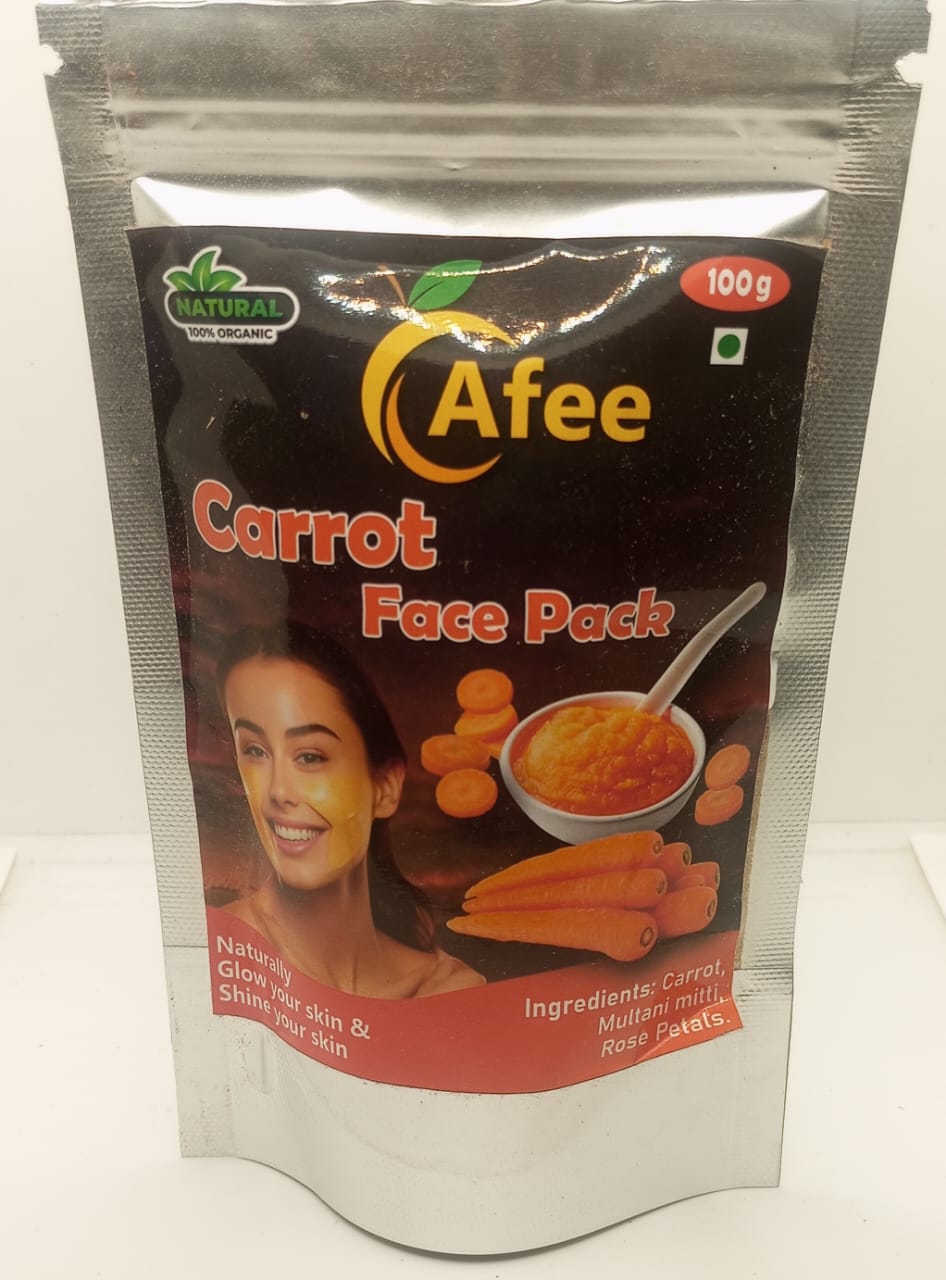 NATURAL
100% ORGANIC
100 g
Afee
Carrot
Face Pack
Naturally
Glow your skin &
Shine your skin
Ingredients: Carrot,
Multani mitti,
Rose Petals.